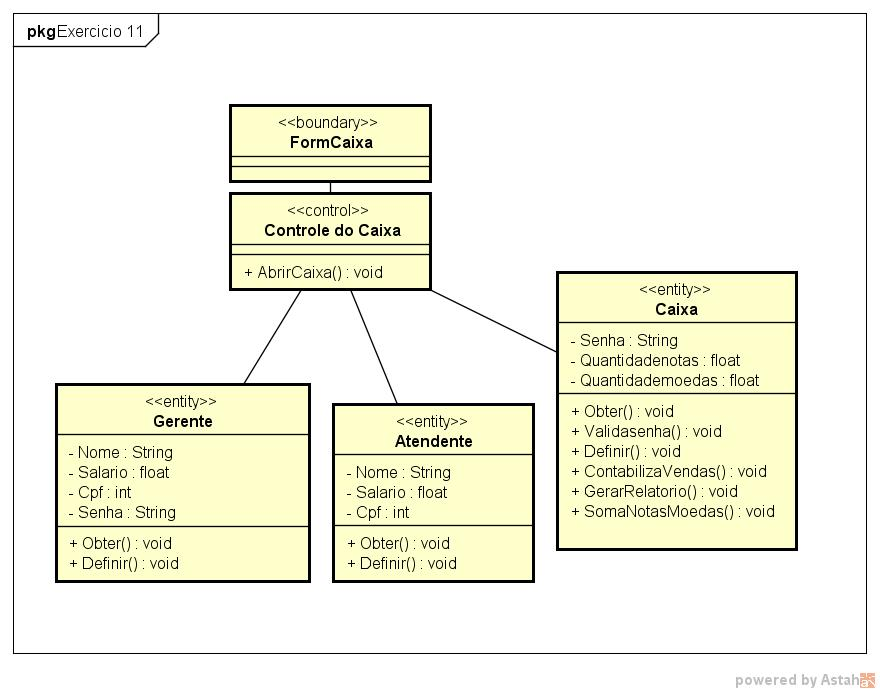 pkg Exercicio 11
<<boundary>>
FormCaixa
<<control>>
Controle do Caixa
+ AbrirCaixa() : void
<<entity>>
Gerente
- Nome : String
- Salario : float
- Cpf : int
- Senha : String
+ Obter() : void
+ Definir() : void
<<entity>>
Atendente
- Nome : String
- Salario : float
- Cpf : int
+ Obter() : void
+ Definir() : void
<<entity>>
Caixa
- Senha : String
- Quantidadenotas : float
- Quantidademoedas : float
+ Obter() : void
+ Validasenha() : void
+ Definir() : void
+ ContabilizaVendas() : void
+ GerarRelatorio() : void
+ SomaNotasMoedas() : void
powered by Astah